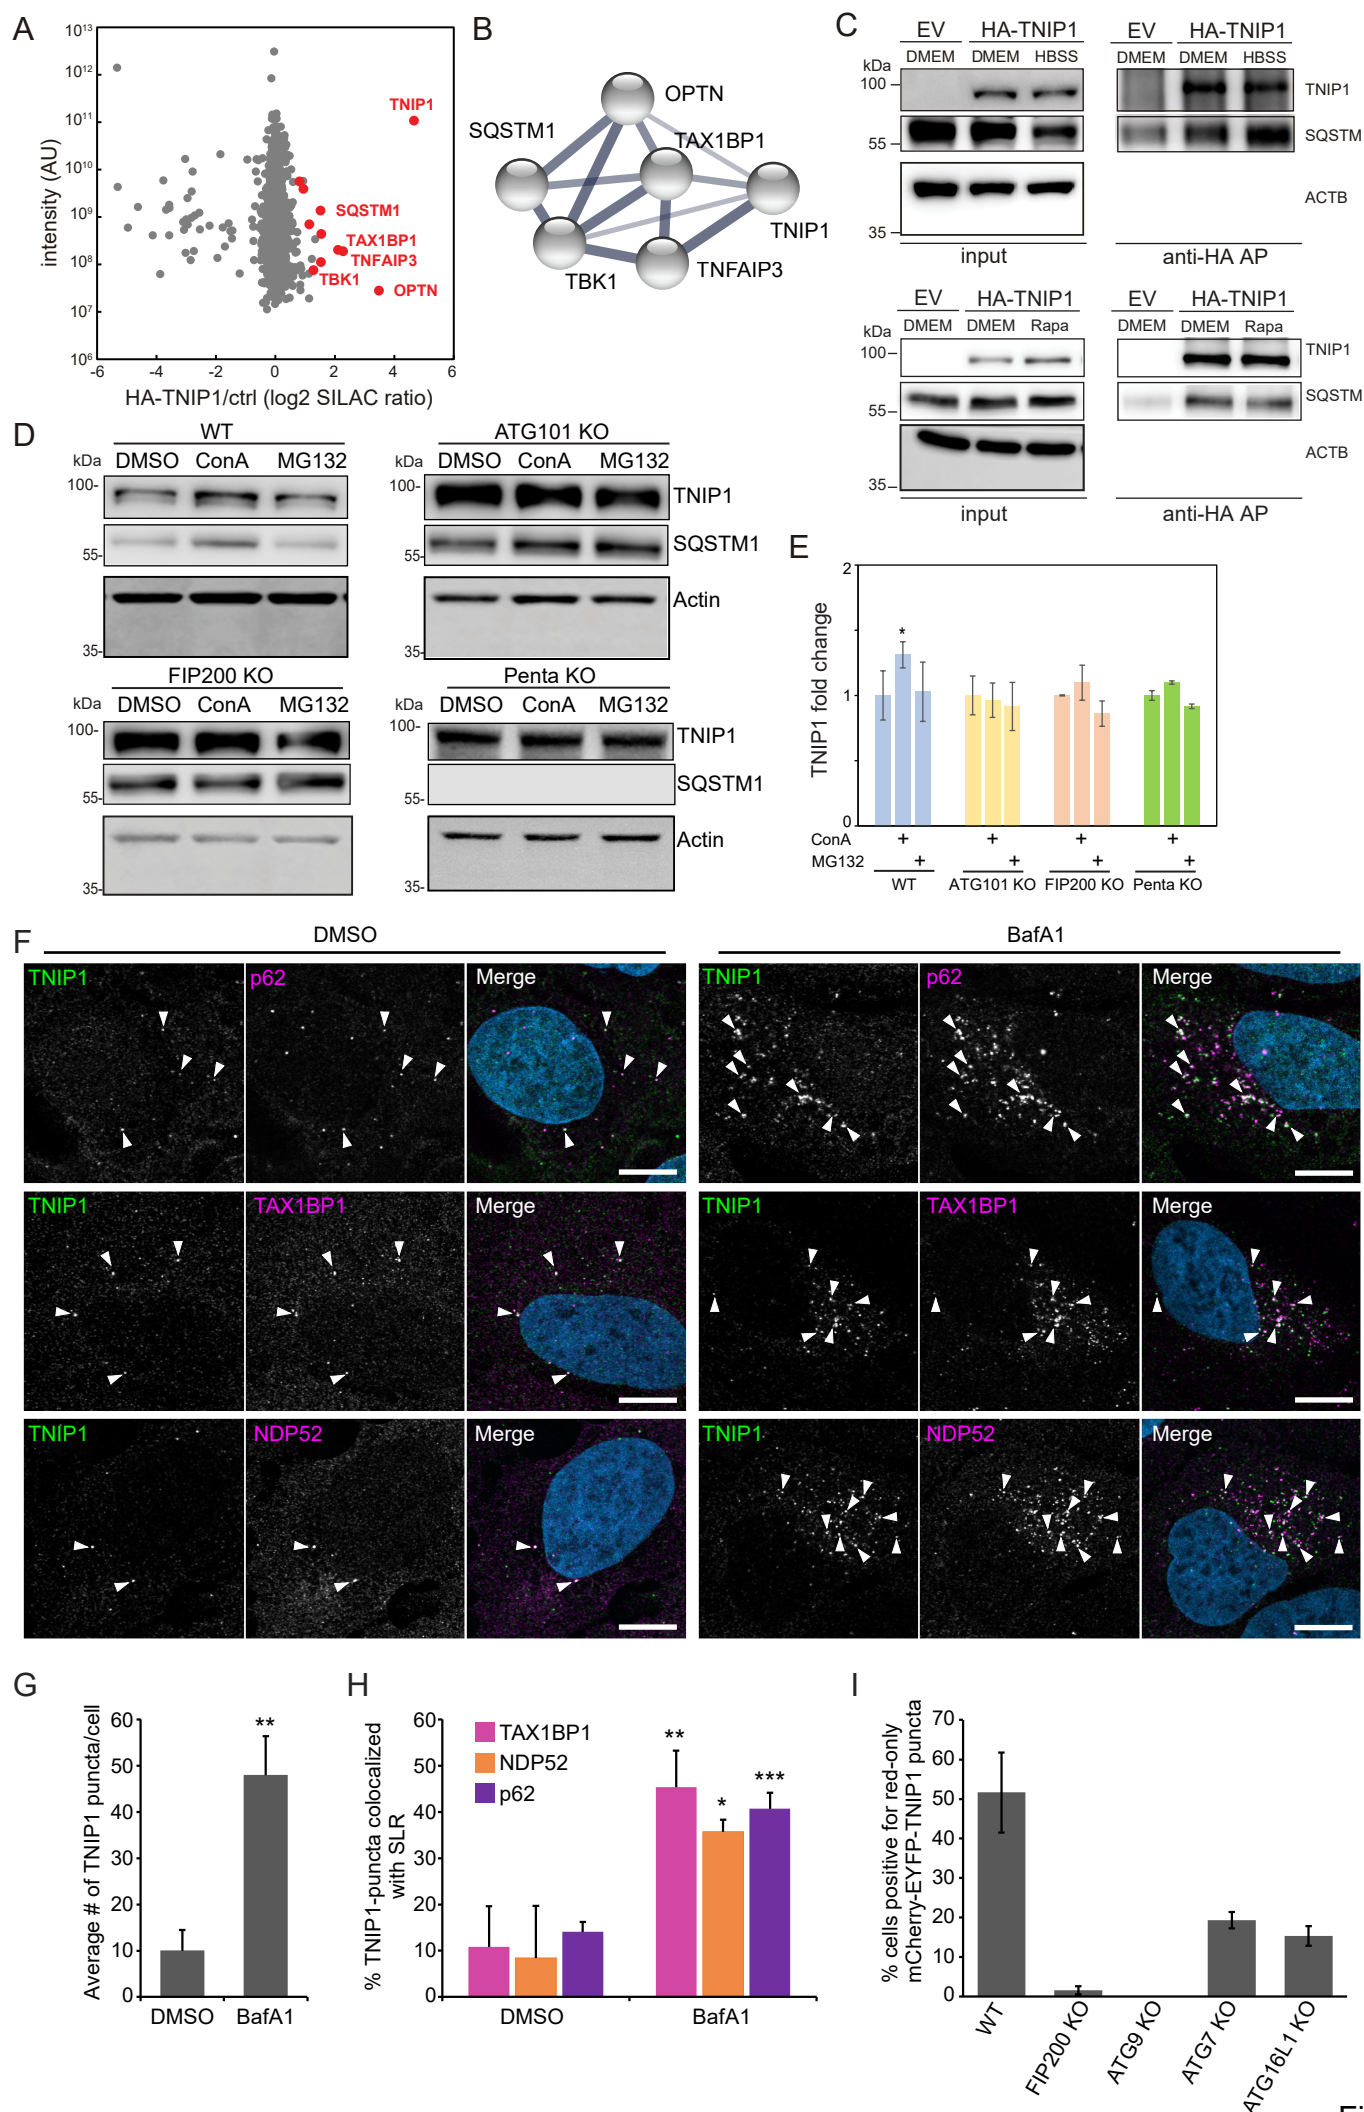 A
10^13
10^12
10^11
10^10
10^9
10^8
10^7
10^6
intensity (AU)
-6
-4
-2
0
2
4
6
HA-TNIP1/ctrl (log2 SILAC ratio)
TNIP1
SQSTM1
TAX1BP1
TNFAIP3
TBK1
OPTN
B
OPTN
SQSTM1
TAX1BP1
TNIP1
TBK1
TNFAIP3
C
EV HA-TNIP1 EV HA-TNIP1
kDa DMEM DMEM HBSS DMEM DMEM HBSS
100 TNIP1
55 SQSTM
ACTB
35
input anti-HA AP
EV HA-TNIP1 EV HA-TNIP1
kDa DMEM DMEM Rapa DMEM DMEM Rapa
100 TNIP1
55 SQSTM
ACTB
35
input anti-HA AP
D
WT ATG101 KO
kDa DMSO ConA MG132 kDa DMSO ConA MG132
100- 100- TNIP1
55- 55- SQSTM1
Actin
35- 35-
FIP200 KO Penta KO
kDa DMSO ConA MG132 kDa DMSO ConA MG132
100- 100- TNIP1
55- 55- SQSTM1
Actin
35- 35-
E
TNIP1 fold change
2
1
0
*
ConA + + + +
MG132 + + + +
WT ATG101 KO FIP200 KO Penta KO
F
DMSO BafA1
TNIP1 p62 Merge TNIP1 p62 Merge
TNIP1 TAX1BP1 Merge TNIP1 TAX1BP1 Merge
TNIP1 NDP52 Merge TNIP1 NDP52 Merge
G
Average # of TNIP1 puncta/cell
60
50
40
30
20
10
0
**
DMSO BafA1
H
% TNIP1-puncta colocalized
with SLR
60
50
40
30
20
10
0
TAX1BP1
NDP52
p62
**
*
***
DMSO BafA1
I
% cells positive for red-only
mCherry-EYFP-TNIP1 puncta
70
60
50
40
30
20
10
0
WT
FIP200 KO
ATG9 KO
ATG7 KO
ATG16L1 KO